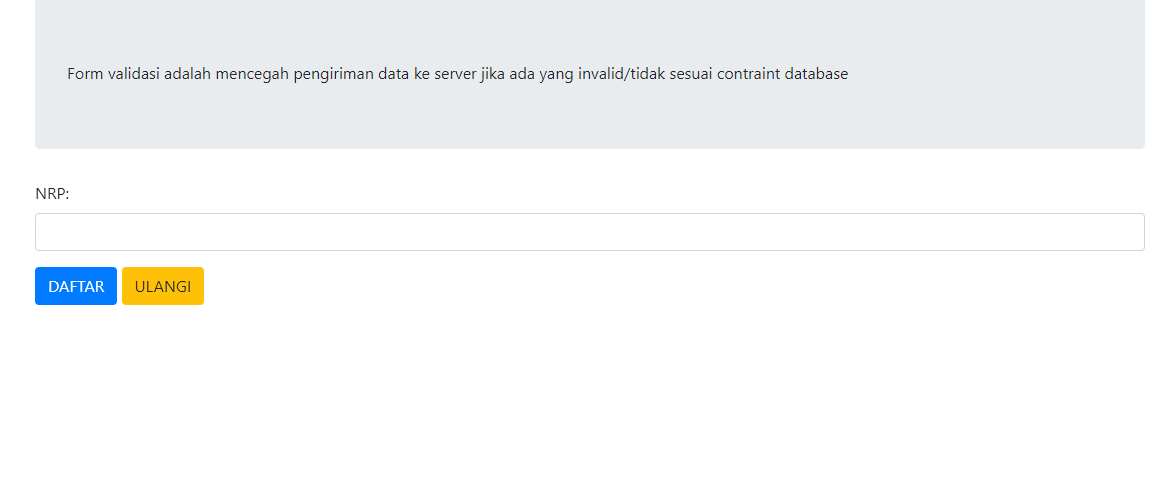 Form validasi adalah mencegah pengiriman data ke server jika ada yang invalid/tidak sesuai contraint database
NRP:
DAFTAR ULANGI